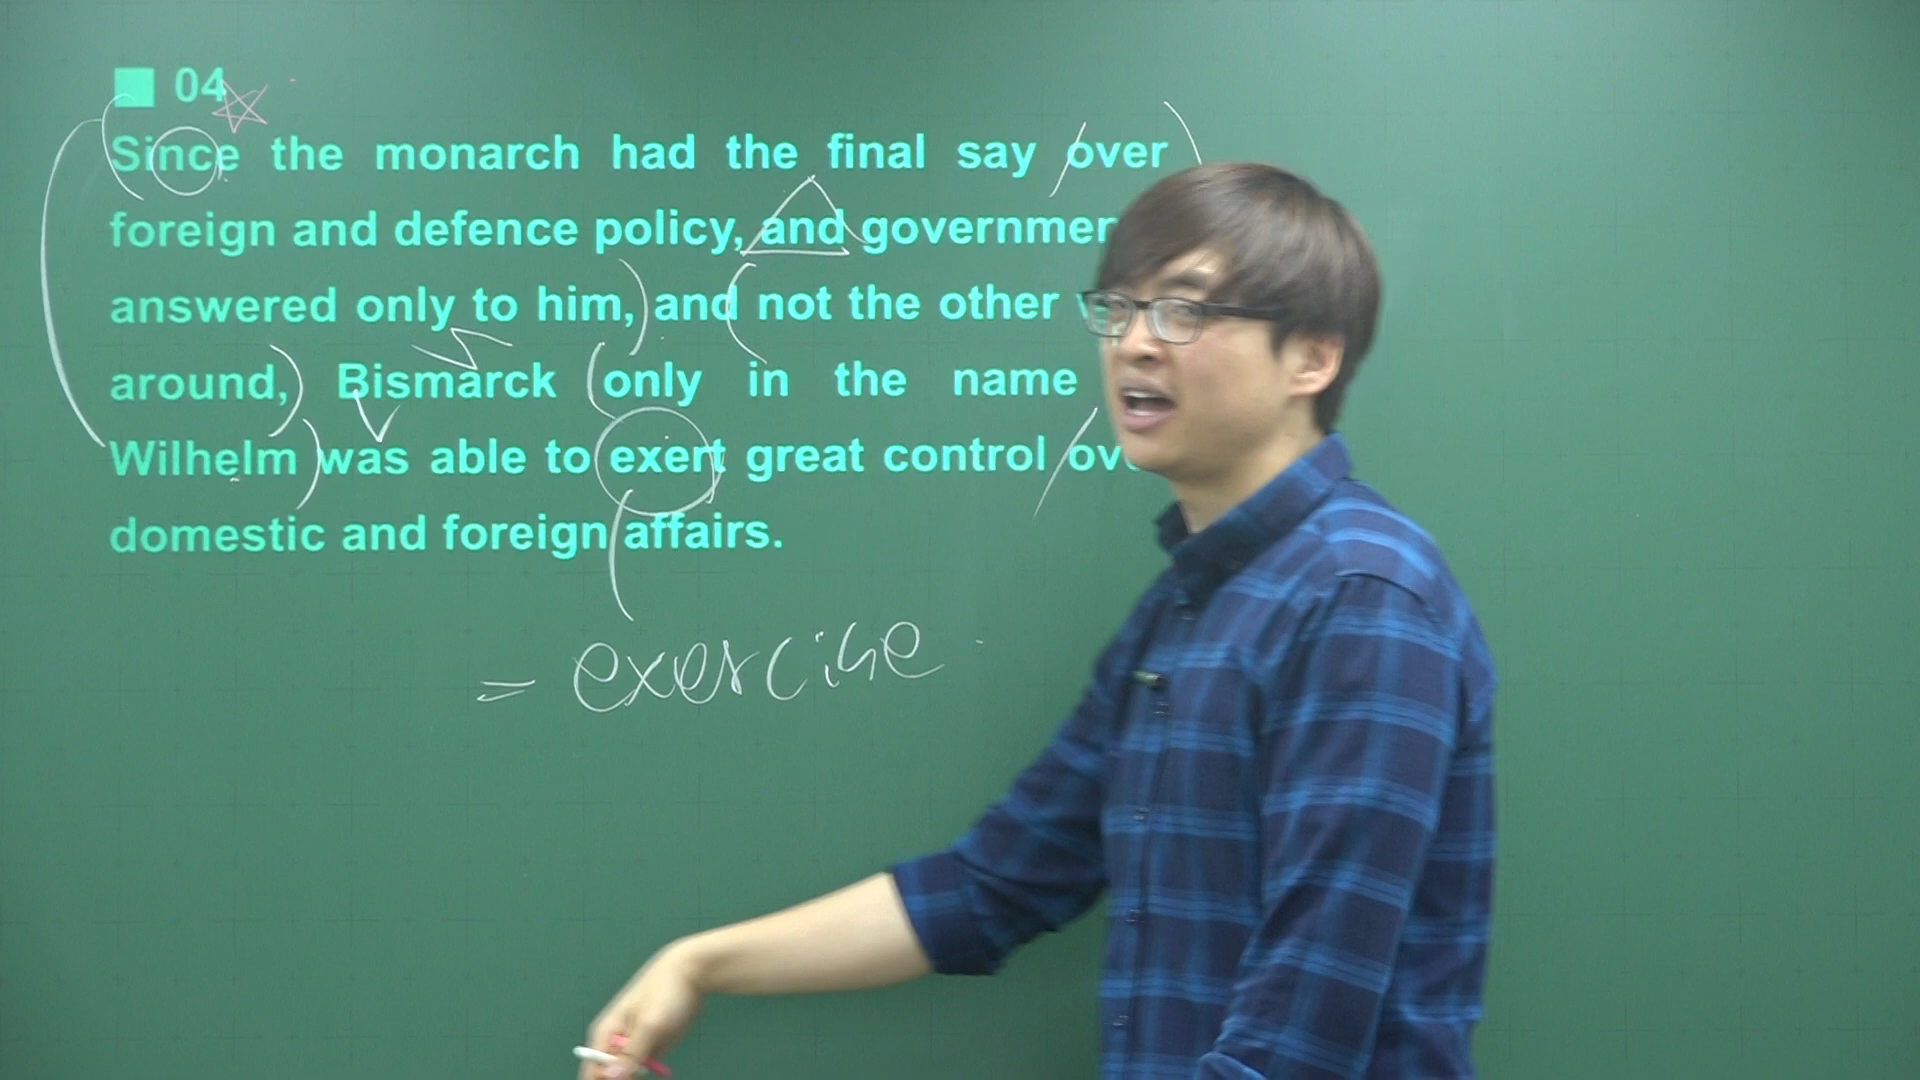 04
Since the monarch had the final say over
foreign and defence policy, and
answered only to him, and not the other
around, Bismarck only in the name
Wilhelm was able to exert great control
domestic and foreign affairs.
= exercise